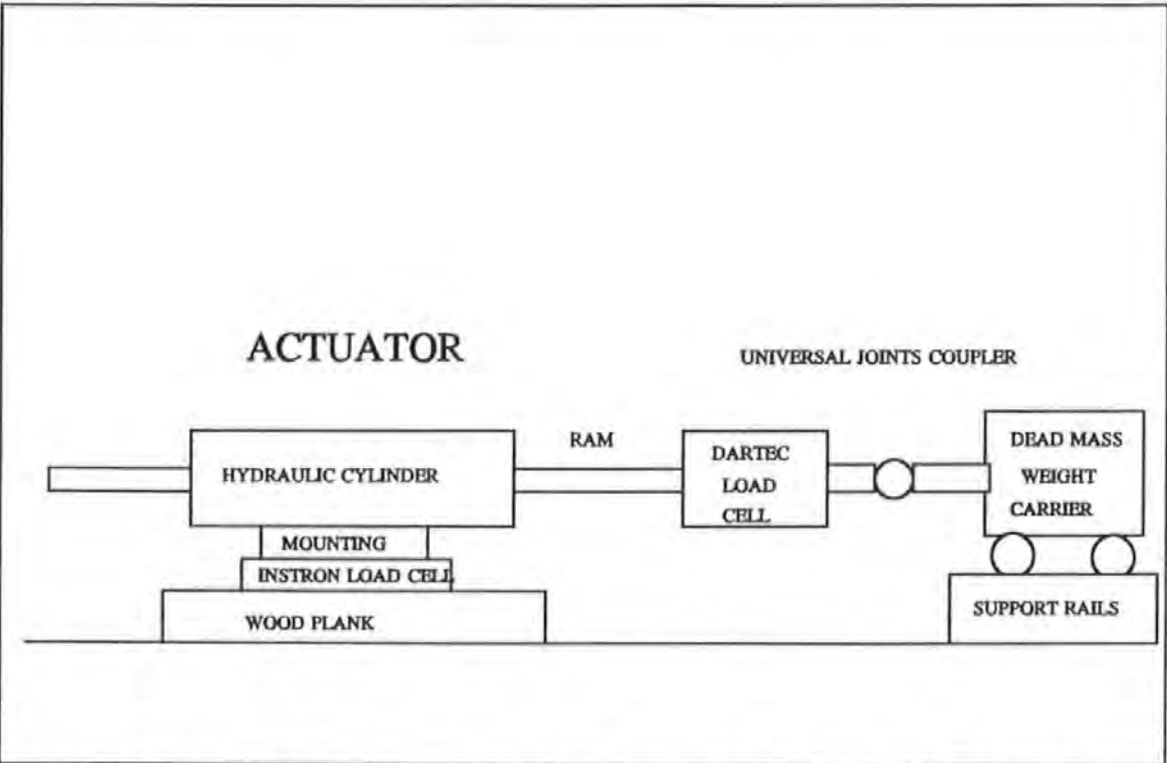 ACTUATOR
UNIVERSAL JOINTS COUPLER
HYDRAULIC CYLINDER
RAM
DARTEC
LOAD
CELL
DEAD MASS
WEIGHT
CARRIER
MOUNTING
INSTRON LOAD CELL
WOOD PLANK
SUPPORT RAILS